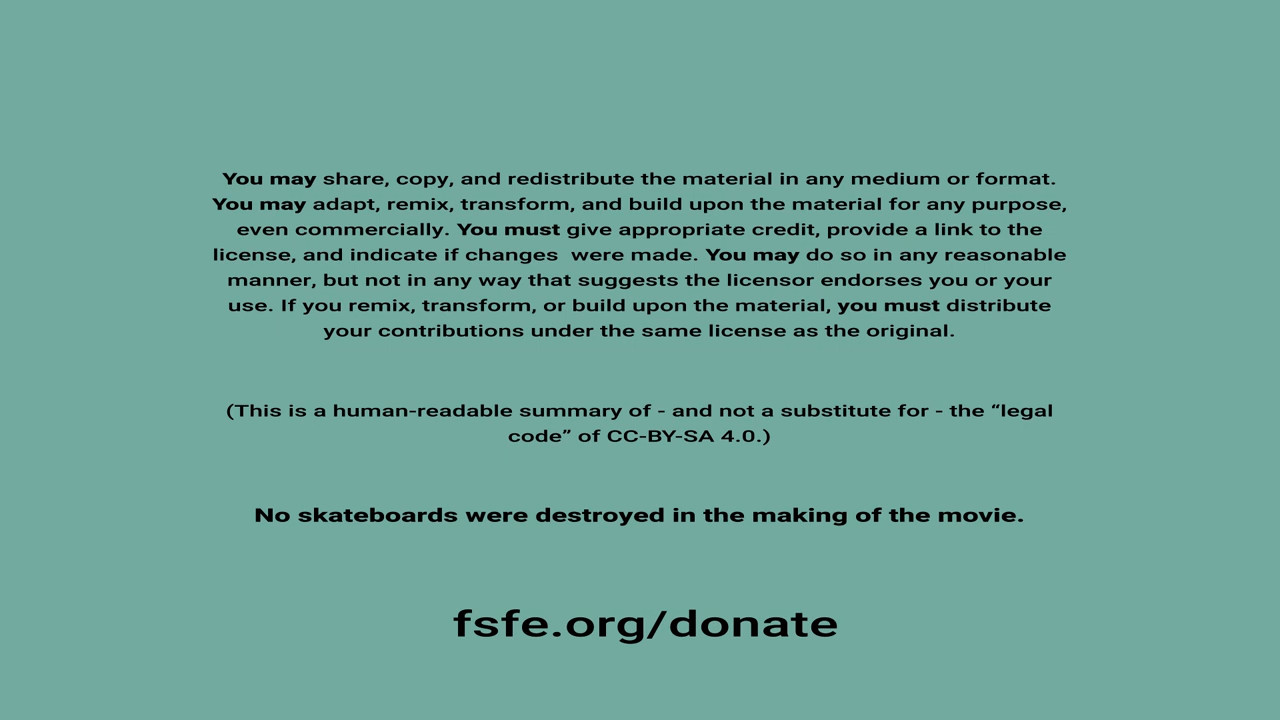 You may share, copy, and redistribute the material in any medium or format.
You may adapt, remix, transform, and build upon the material for any purpose,
even commercially. You must give appropriate credit, provide a link to the
license, and indicate if changes  were made. You may do so in any reasonable
manner, but not in any way that suggests the licensor endorses you or your
use. If you remix, transform, or build upon the material, you must distribute
your contributions under the same license as the original.
(This is a human-readable summary of - and not a substitute for - the “legal
code” of CC-BY-SA 4.0.)
No skateboards were destroyed in the making of the movie.
fsfe.org/donate